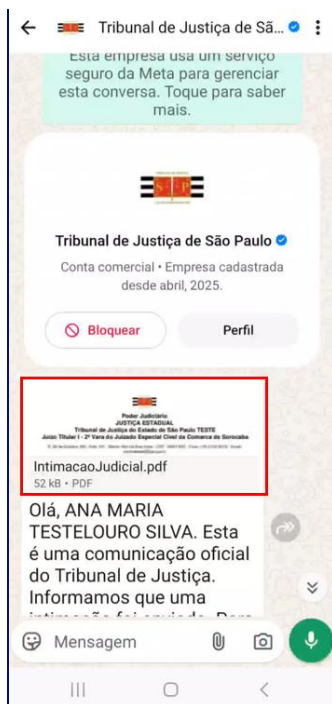 Tribunal de Justiça de Sã...
Esta empresa usa um serviço
seguro da Meta para gerenciar
esta conversa. Toque para saber
mais.
Tribunal de Justiça de São Paulo
Conta comercial • Empresa cadastrada
desde abril, 2025.
Bloquear
Perfil
Poder Judiciário
JUSTIÇA ESTADUAL
Tribunal de Justiça do Estado de São Paulo TESTE
Juízo Titular I - 2ª Vara do Juizado Especial Cível da Comarca de Sorocaba
IntimacaoJudicial.pdf
52 kB • PDF
Olá, ANA MARIA
TESTELOURO SILVA. Esta
é uma comunicação oficial
do Tribunal de Justiça.
Informamos que uma
intimação foi enviada. Para
Mensagem